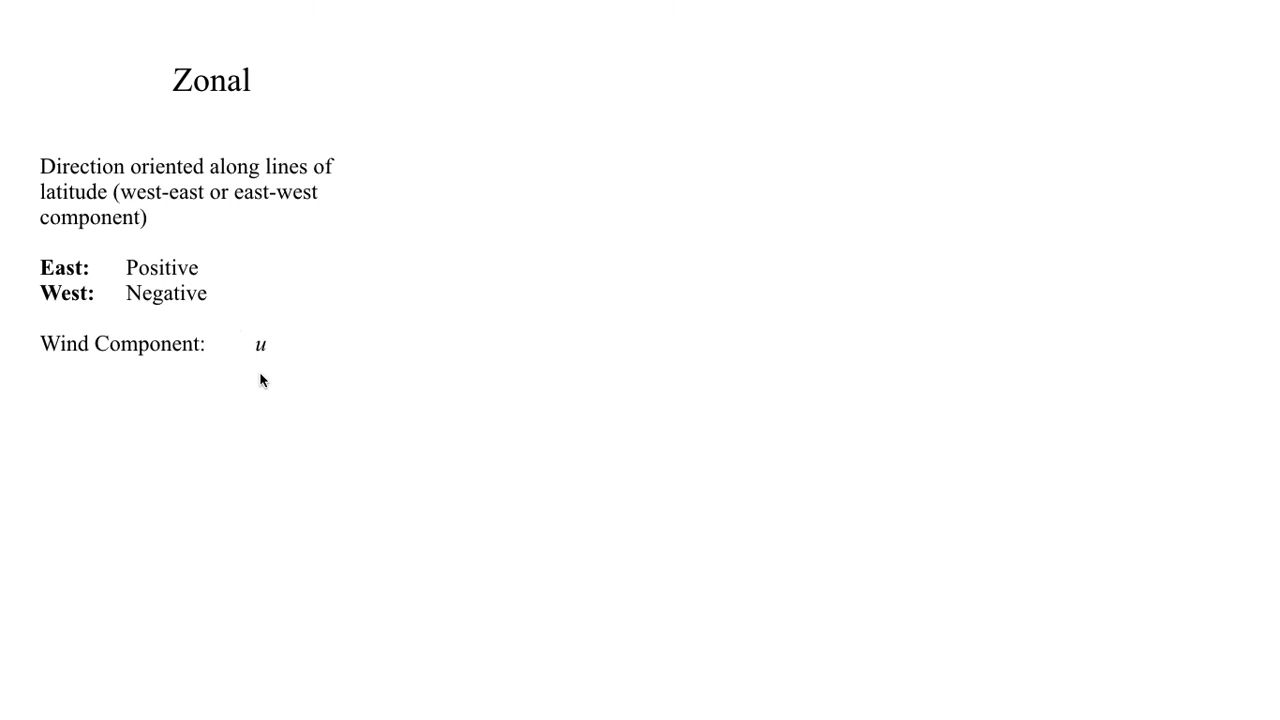 Zonal
Direction oriented along lines of
latitude (west-east or east-west
component)
East: Positive
West: Negative
Wind Component: u